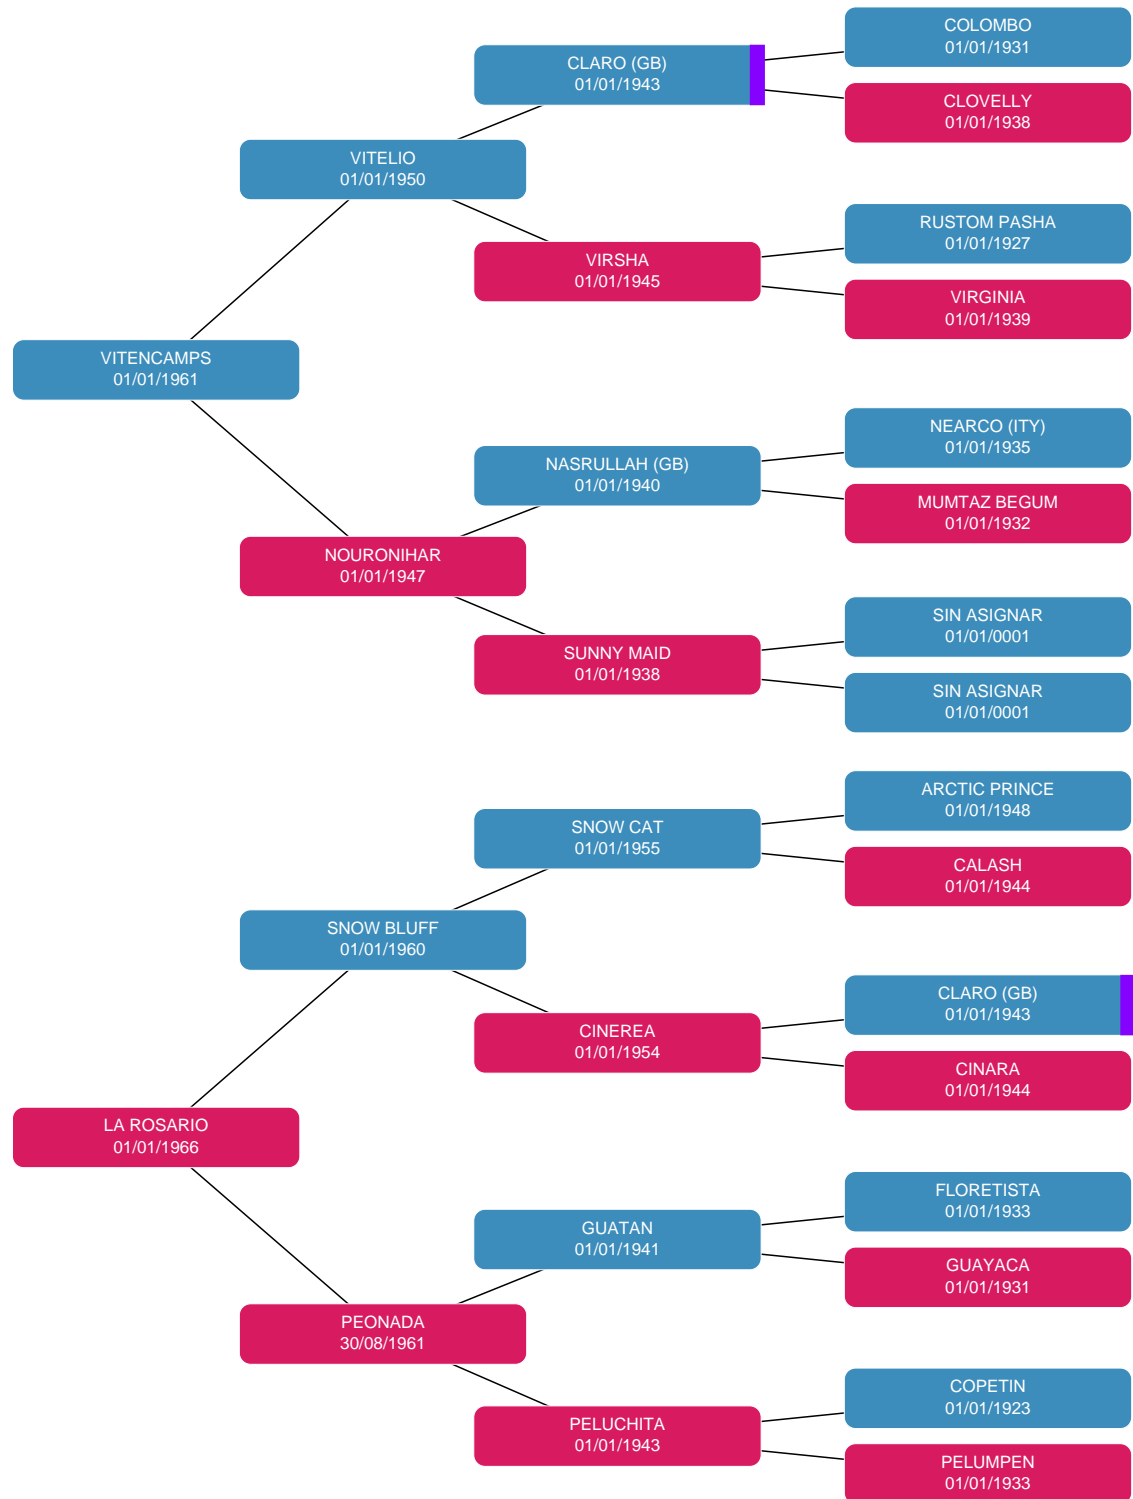 COLOMBO
01/01/1931
CLARO (GB)
01/01/1943
CLOVELLY
01/01/1938
VITELIO
01/01/1950
RUSTOM PASHA
01/01/1927
VIRSHA
01/01/1945
VIRGINIA
01/01/1939
VITENCAMPS
01/01/1961
NEARCO (ITY)
01/01/1935
NASRULLAH (GB)
01/01/1940
MUMTAZ BEGUM
01/01/1932
NOURONIHAR
01/01/1947
SIN ASIGNAR
01/01/0001
SUNNY MAID
01/01/1938
SIN ASIGNAR
01/01/0001
ARCTIC PRINCE
01/01/1948
SNOW CAT
01/01/1955
CALASH
01/01/1944
SNOW BLUFF
01/01/1960
CLARO (GB)
01/01/1943
CINEREA
01/01/1954
CINARA
01/01/1944
LA ROSARIO
01/01/1966
FLORETISTA
01/01/1933
GUATAN
01/01/1941
GUAYACA
01/01/1931
PEONADA
30/08/1961
COPETIN
01/01/1923
PELUCHITA
01/01/1943
PELUMPEN
01/01/1933